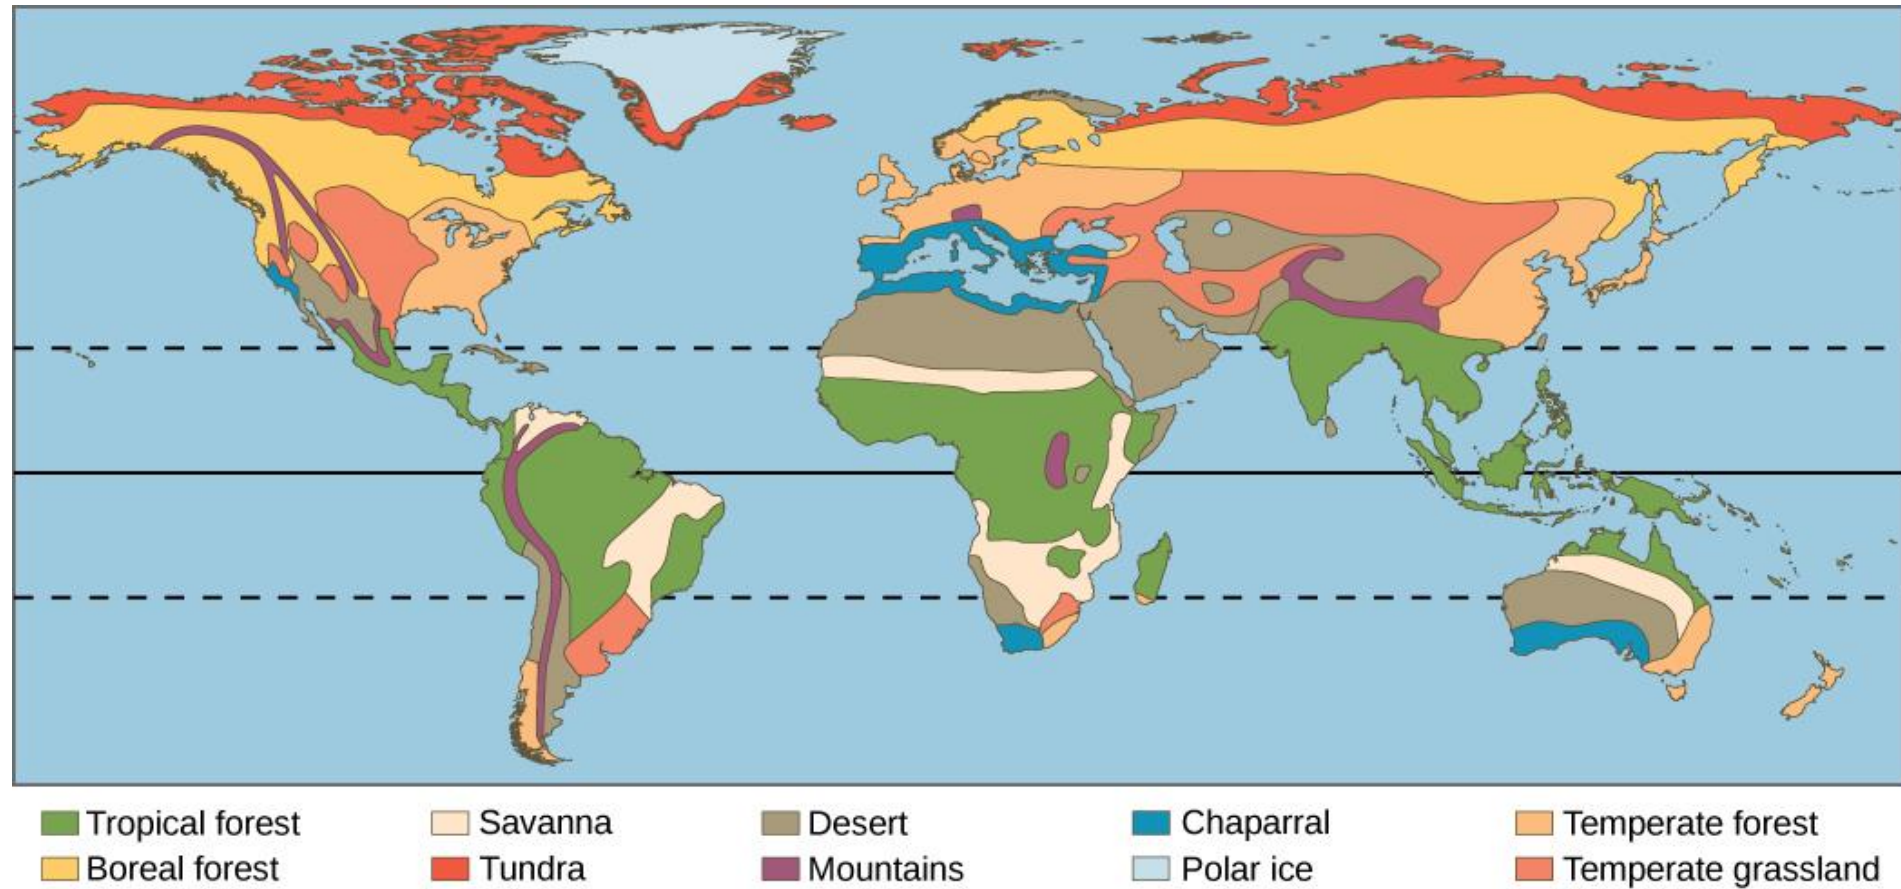 Tropical forest Savanna Desert Chaparral Temperate forest
Boreal forest Tundra Mountains Polar ice Temperate grassland